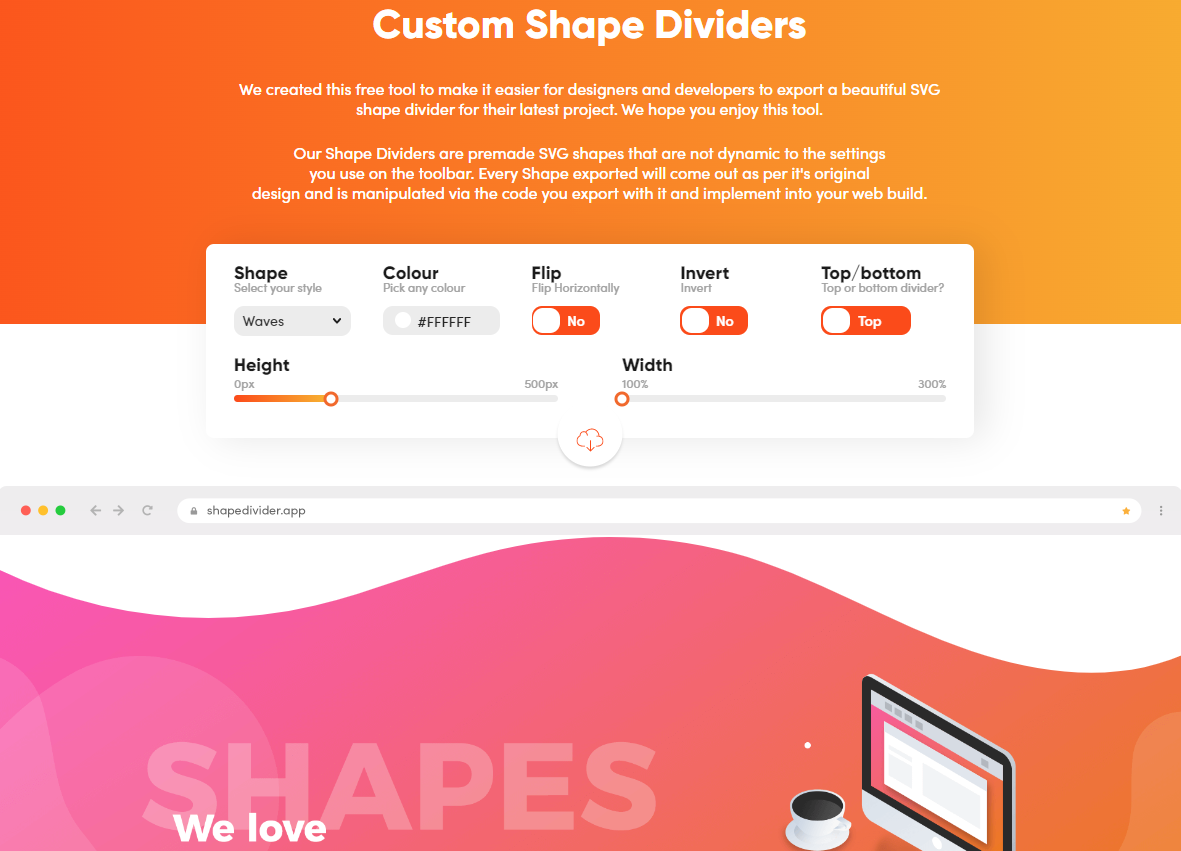 Custom Shape Dividers
We created this free tool to make it easier for designers and developers to export a beautiful SVG
shape divider for their latest project. We hope you enjoy this tool.
Our Shape Dividers are premade SVG shapes that are not dynamic to the settings
you use on the toolbar. Every Shape exported will come out as per it's original
design and is manipulated via the code you export with it and implement into your web build.
Shape Colour Flip Invert Top/bottom
Select your style Pick any colour Flip Horizontally Invert Top or bottom divider?
Waves #FFFFFF No No Top
Height Width
0px 500px 100% 300%
shapedivider.app
SHAPES
We love